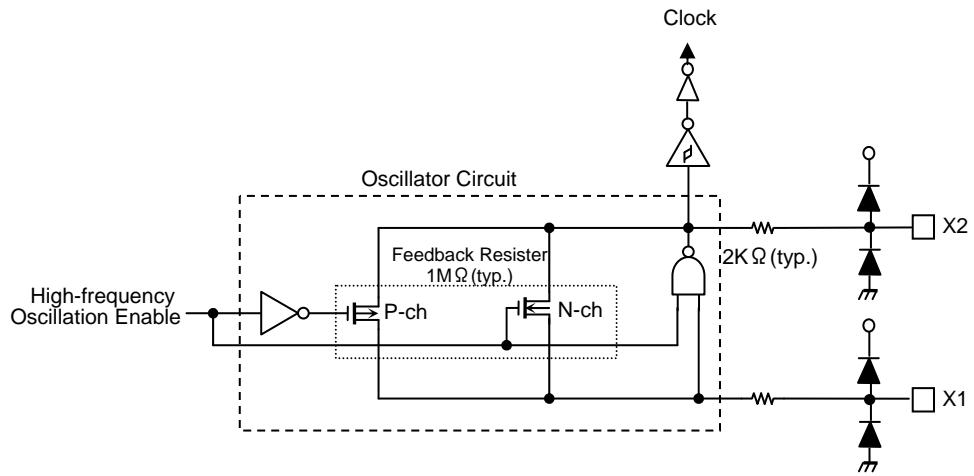 Clock
Oscillator Circuit
X2
Feedback Resister
1MΩ(typ.)
2KΩ(typ.)
High-frequency
Oscillation Enable
P-ch
N-ch
X1